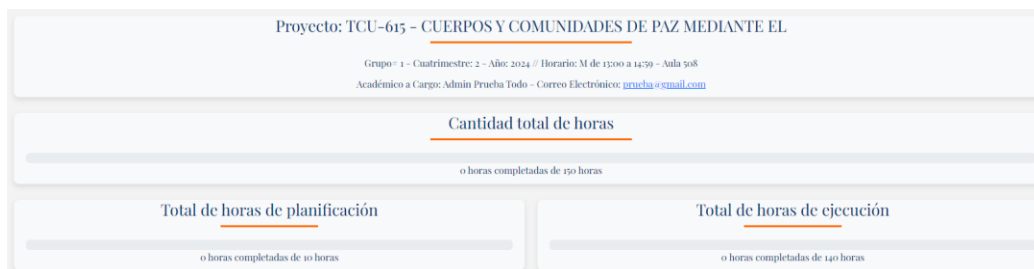 Proyecto: TCU-615 - CUERPOS Y COMUNIDADES DE PAZ MEDIANTE EL
Grupo= 1 - Cuatrimestre: 2 - Año: 2024 // Horario: M de 13:00 a 14:59 - Aula 508
Académico a Cargo: Admin Prueba Todo - Correo Electrónico: prueba@gmail.com
Cantidad total de horas
0 horas completadas de 150 horas
Total de horas de planificación
0 horas completadas de 10 horas
Total de horas de ejecución
0 horas completadas de 140 horas